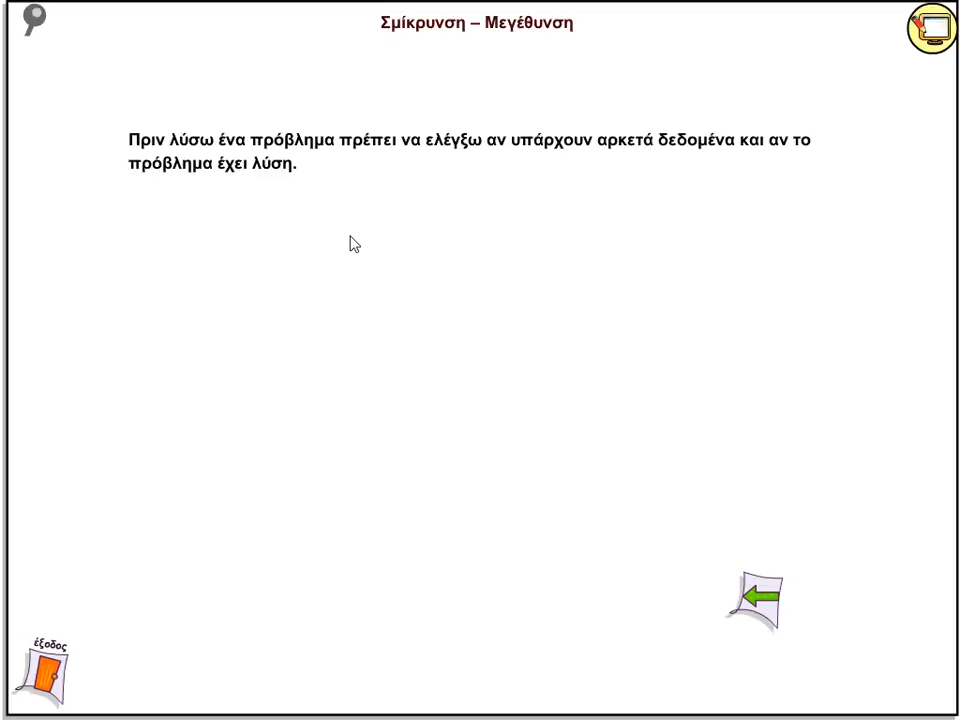 Σμίκρυνση – Μεγέθυνση
Πριν λύσω ένα πρόβλημα πρέπει να ελέγξω αν υπάρχουν αρκετά δεδομένα και αν το
πρόβλημα έχει λύση.
έξοδος